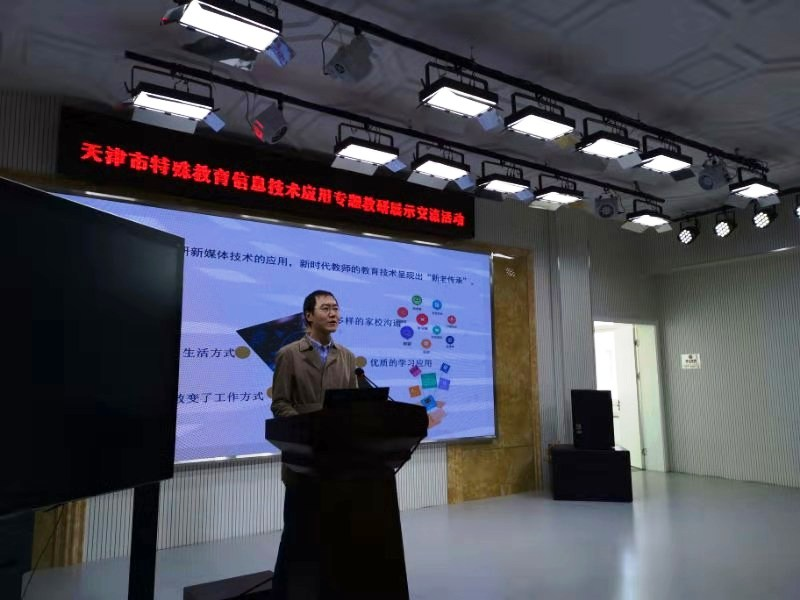 天津市特殊教育信息技术应用专题教研展示交流活动
新媒体技术的应用，新时代教师的教育技术呈现出“新老传承”。
样的家校沟通
生活方式
优质的学习应用
改变了工作方式